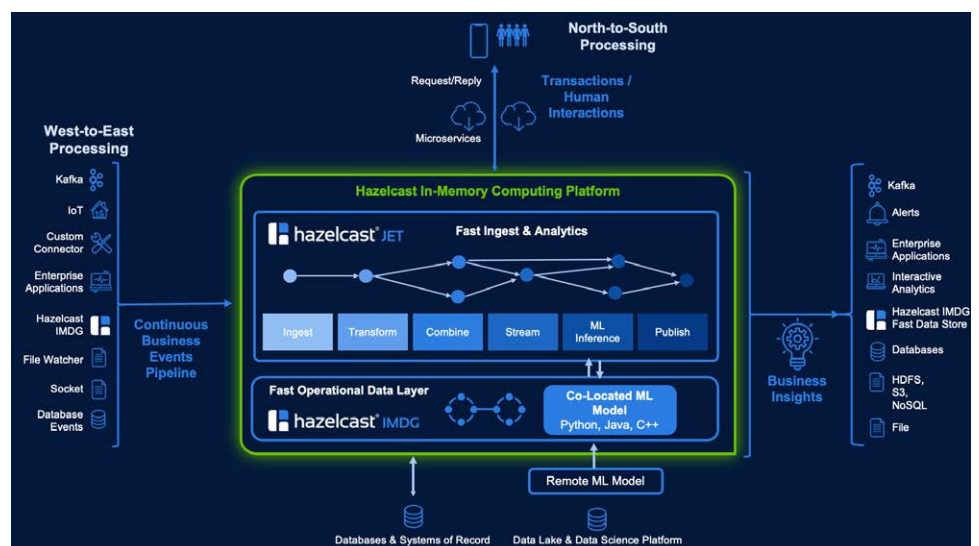 North-to-South
Processing
Request/Reply
Transactions /
Human
Interactions
Microservices
West-to-East
Processing
Kafka
IoT
Custom
Connector
Enterprise
Applications
Hazelcast
IMDG
File Watcher
Socket
Database
Events
Continuous
Business
Events
Pipeline
Hazelcast In-Memory Computing Platform
hazelcast® JET
Fast Ingest & Analytics
Ingest
Transform
Combine
Stream
ML
Inference
Publish
Fast Operational Data Layer
hazelcast® IMDG
Co-Located ML
Model
Python, Java, C++
Remote ML Model
Databases & Systems of Record
Data Lake & Data Science Platform
Business
Insights
Kafka
Alerts
Enterprise
Applications
Interactive
Analytics
Hazelcast IMDG
Fast Data Store
Databases
HDFS,
S3,
NoSQL
File